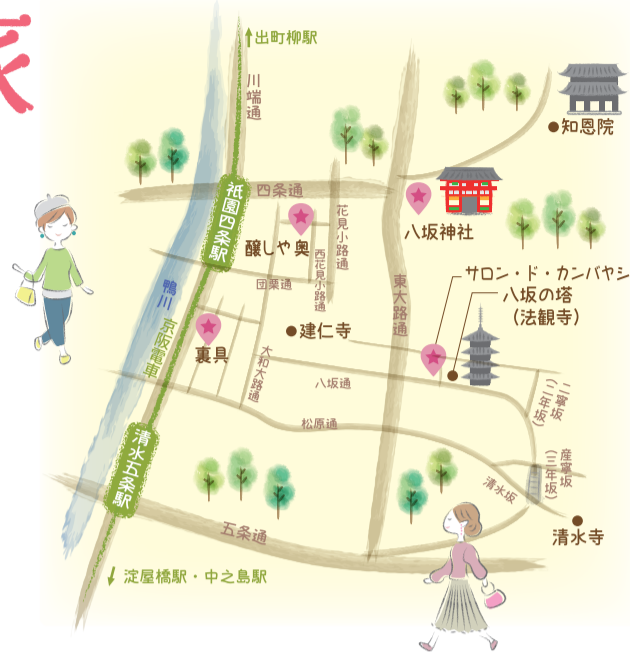 旅
出町柳駅
川端通
知恩院
祇園四条駅
四条通
八坂神社
醸しや 奥
花見小路通
西花見小路通
団栗通
東大路通
サロン・ド・カンバヤシ
八坂の塔
(法観寺)
鴨川
京阪電車
裏具
建仁寺
大和大路通
八坂通
二寧坂
(二年坂)
松原通
産寧坂
(三年坂)
清水坂
清水五条駅
清水寺
五条通
淀屋橋駅・中之島駅